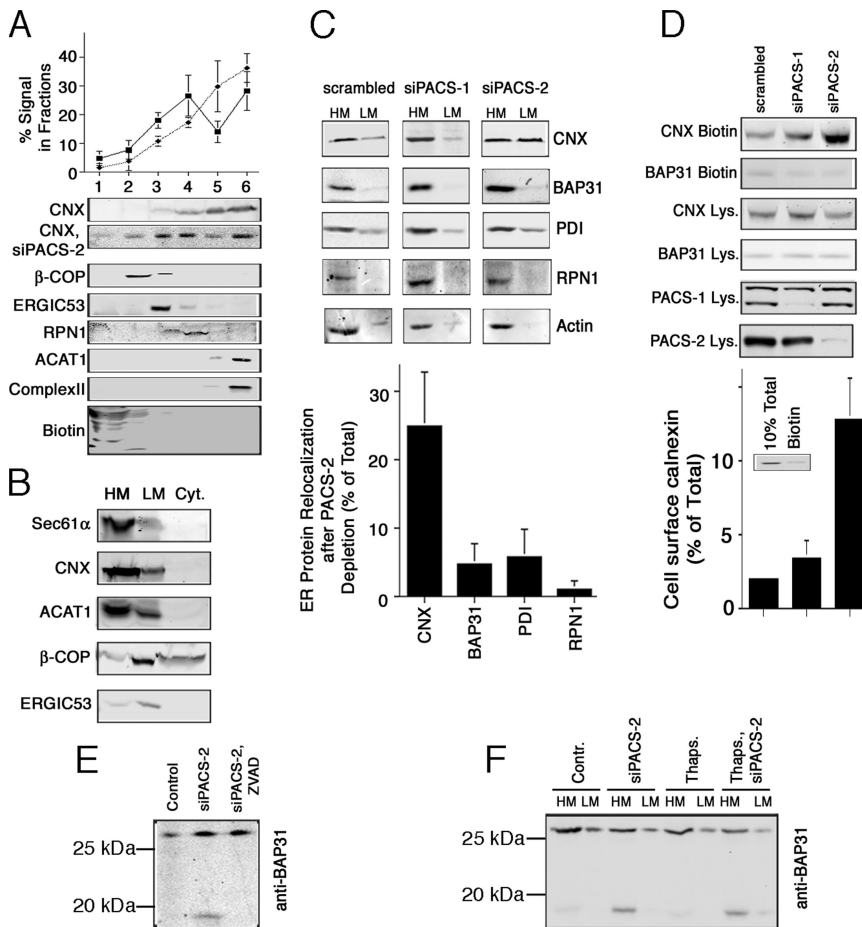 A
% Signal
in Fractions
40
30
20
10
0
1 2 3 4 5 6
CNX
CNX,
siPACS-2
β-COP
ERGIC53
RPN1
ACAT1
ComplexII
Biotin
B
HM LM Cyt.
Sec61α
CNX
ACAT1
β-COP
ERGIC53
C
scrambled siPACS-1 siPACS-2
HM LM HM LM HM LM
CNX
BAP31
PDI
RPN1
Actin
ER Protein Relocalization
after PACS-2
Depletion (% of Total)
30
20
10
0
CNX
BAP31
PDI
RPN1
D
scrambled
siPACS-1
siPACS-2
CNX Biotin
BAP31 Biotin
CNX Lys.
BAP31 Lys.
PACS-1 Lys.
PACS-2 Lys.
Cell surface calnexin
(% of Total)
10
5
0
10% Total
Biotin
E
Control
siPACS-2
siPACS-2,
ZVAD
25 kDa
20 kDa
anti-BAP31
F
Contr.
siPACS-2
Thaps.
Thaps.,
siPACS-2
HM LM HM LM HM LM HM LM
25 kDa
20 kDa
anti-BAP31